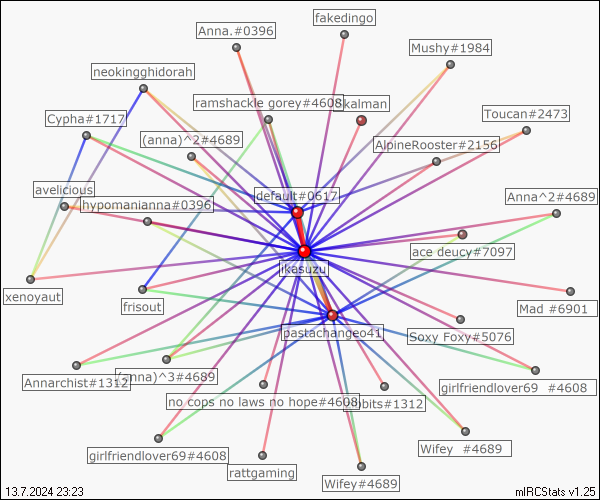 fakedingo
Anna.#0396
Mushy#1984
neokingghidorah
ramshackle gorey#4608
kalman
Toucan#2473
Cypha#1717
(anna)^2#4689
AlpineRooster#2156
avelicious
default#0617
Anna^2#4689
hypomanianna#0396
ace deucy#7097
ikasuzu
xenoyaut
frisout
Mad #6901
pastachangeo41
Soxy Foxy#5076
Annarchist#1312
(anna)^3#4689
girlfriendlover69 #4608
no cops no laws no hope#4608
bits#1312
girlfriendlover69#4608
Wifey #4689
rattgaming
Wifey#4689
13.7.2024 23:23
mIRCStats v1.25